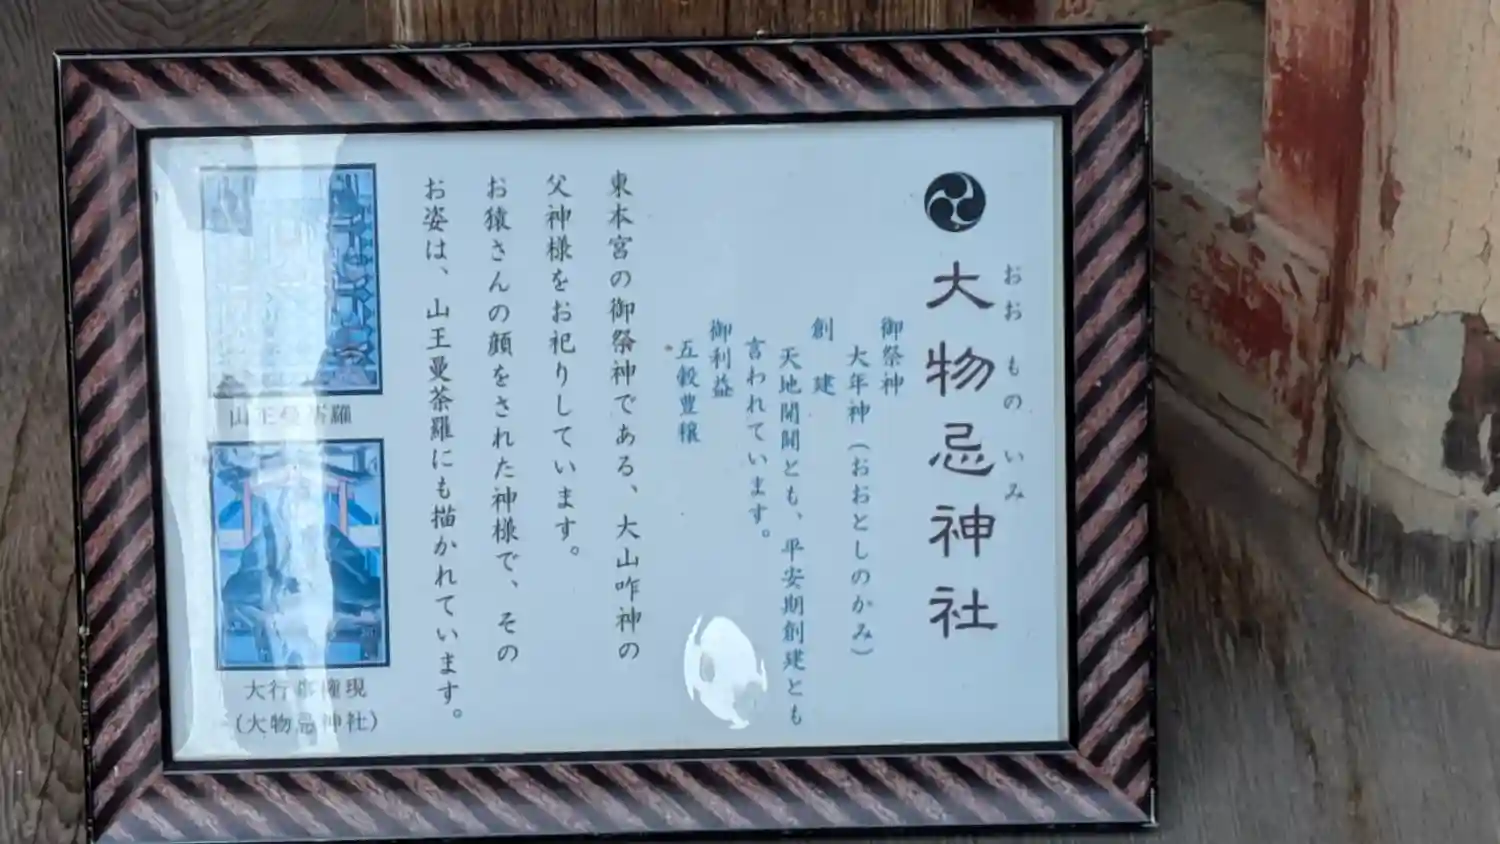 大物忌神社
おおものいみ
御祭神
大年神（おおとしのかみ）
創建
天地開闢とも、平安期創建とも
言われています。
御利益
五穀豊穣
東本宮の御祭神である、大山咋神の
父神様をお祀りしています。
お猿さんの顔をされた神様で、その
お姿は、山王曼荼羅にも描かれています。
山王曼荼羅
大行事権現
（大物忌神社）